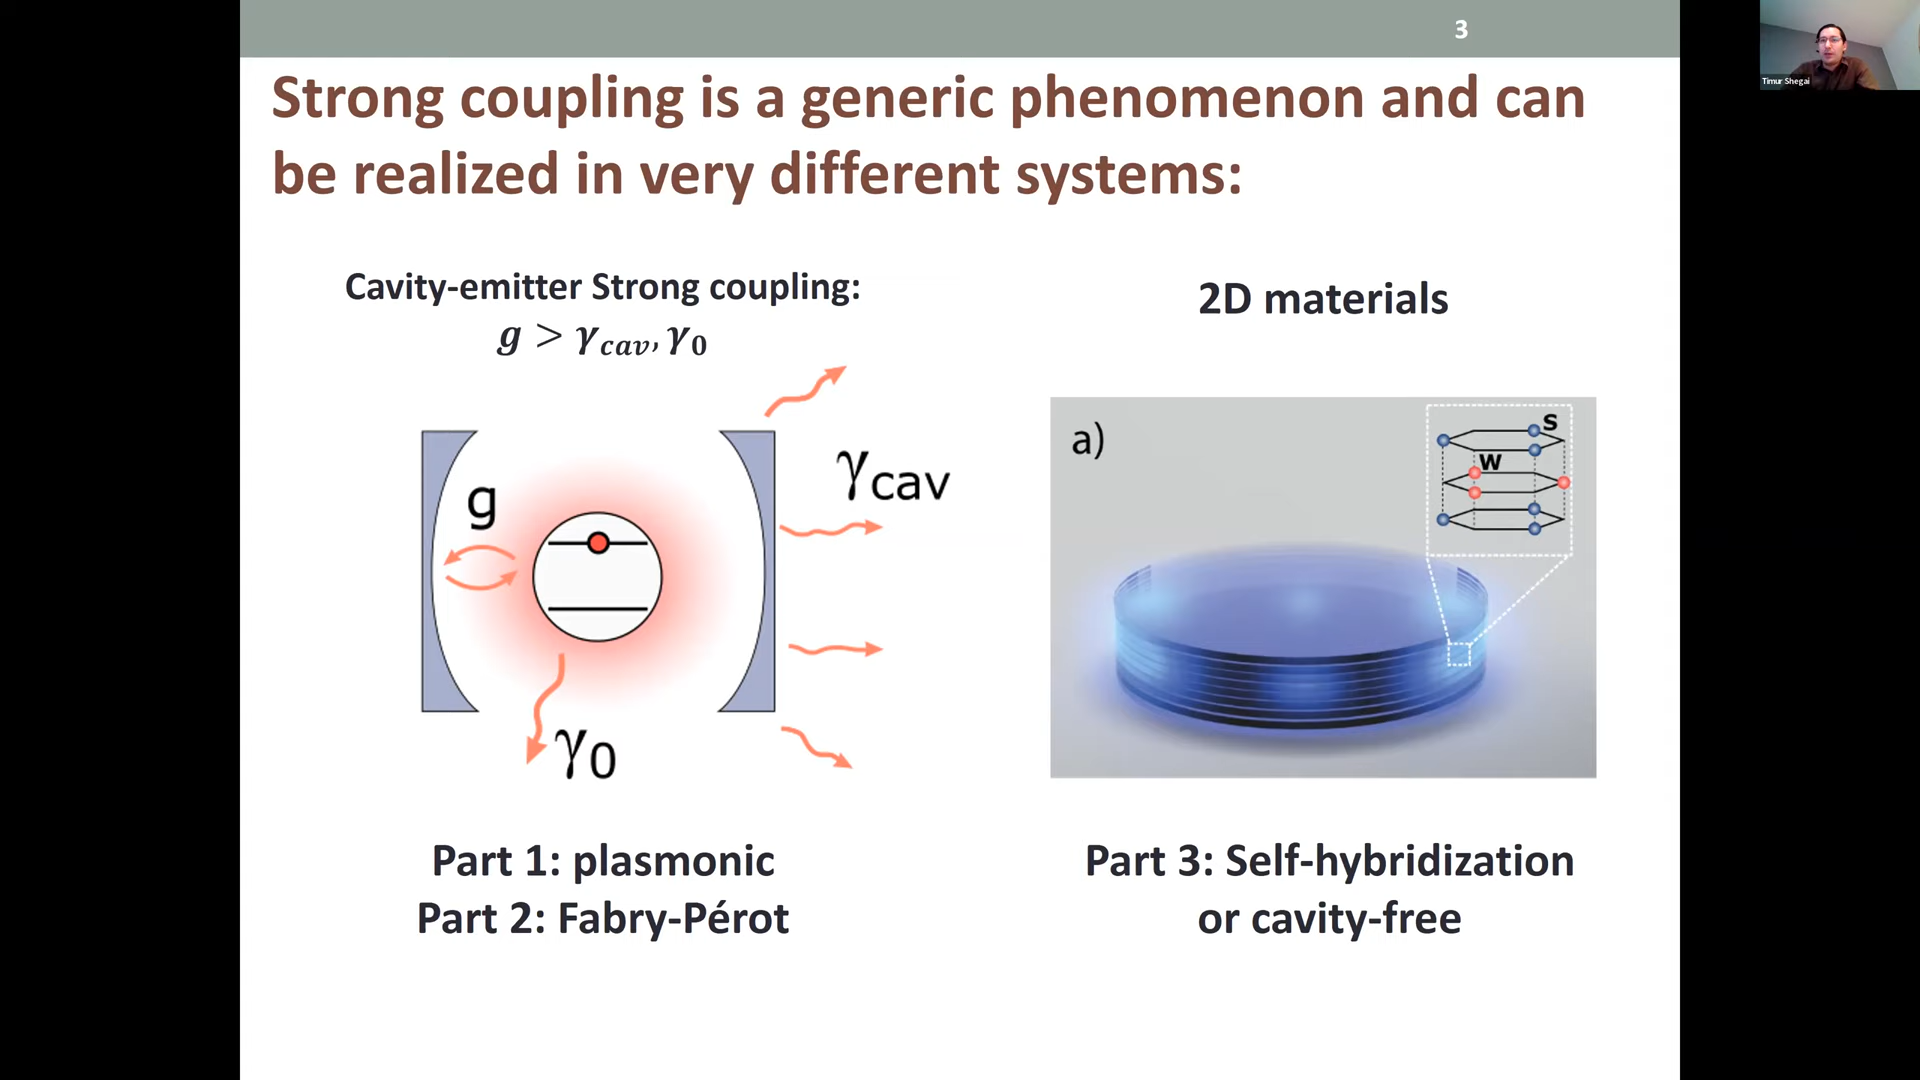 3
Timur Shegai
Strong coupling is a generic phenomenon and can
be realized in very different systems:
Cavity-emitter Strong coupling:
g > γcav, γ0
g
γcav
γ0
Part 1: plasmonic
Part 2: Fabry-Pérot
2D materials
a)
S
W
Part 3: Self-hybridization
or cavity-free